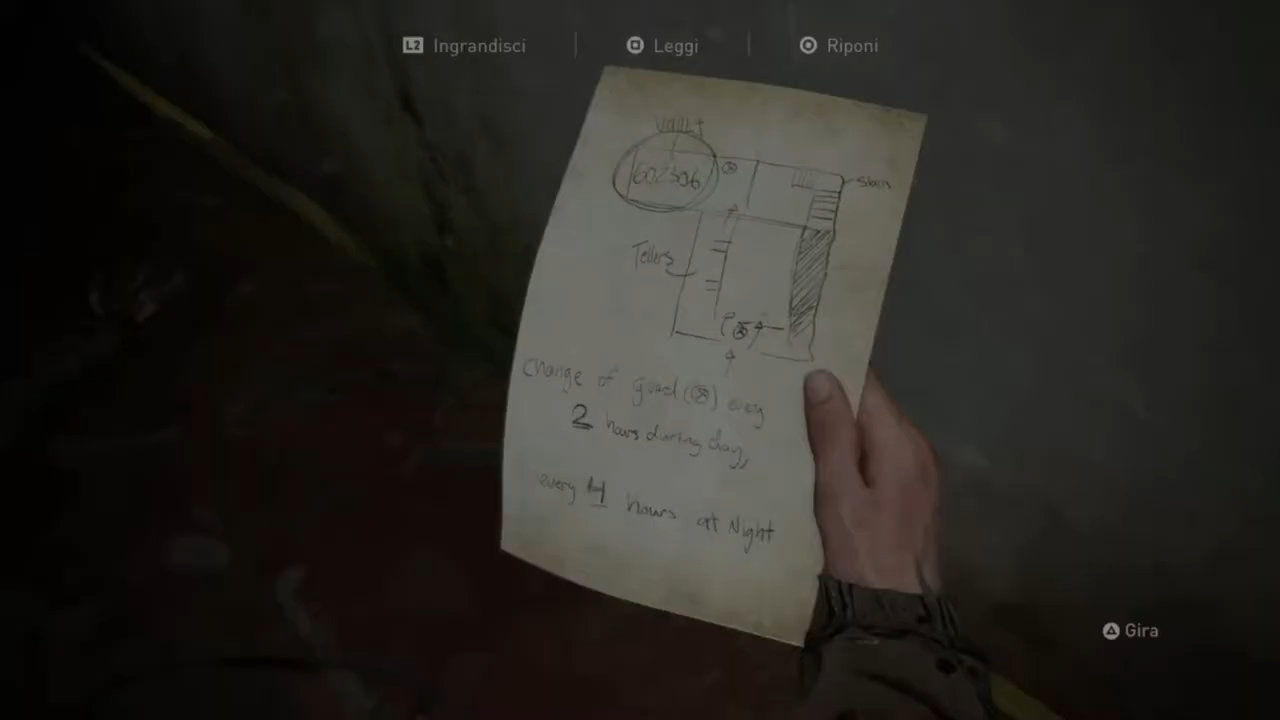 L2 Ingrandisci
Leggi
Riponi
Vault
602306
Stairs
Tellers
Change of guard (⊗) every
2 hours during day,
every 4 hours at Night
Gira